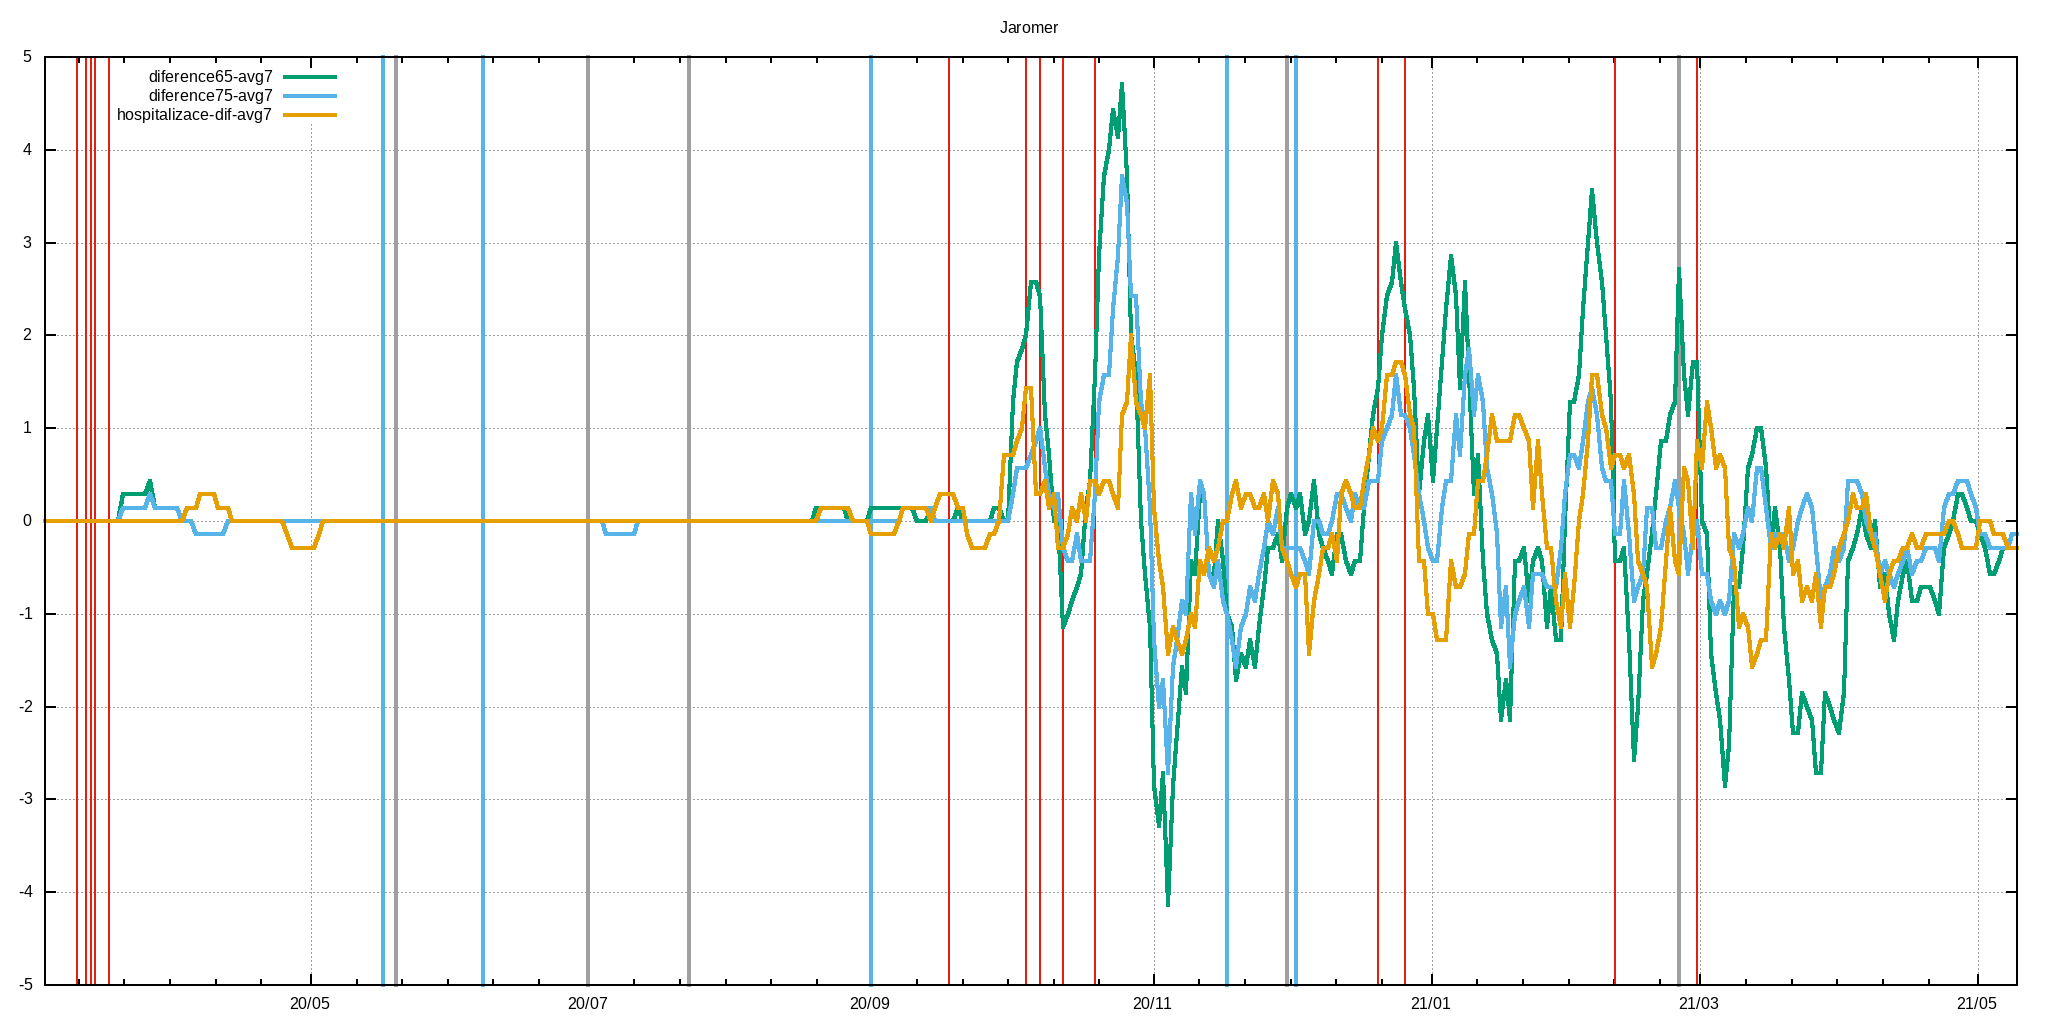 Jaromer
diference65-avg7
diference75-avg7
hospitalizace-dif-avg7
5
4
3
2
1
0
-1
-2
-3
-4
-5
20/05 20/07 20/09 20/11 21/01 21/03 21/05